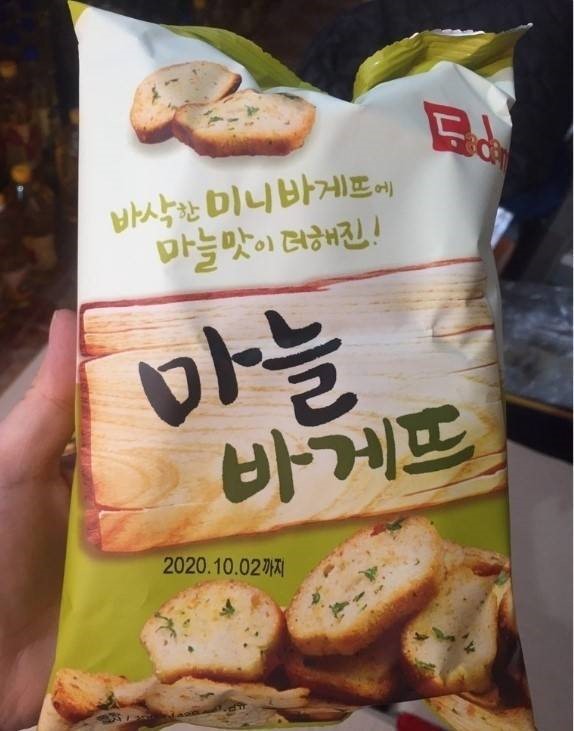 바삭한 미니바게뜨에
마늘맛이 더해진!
마늘
바게뜨
2020.10.02까지